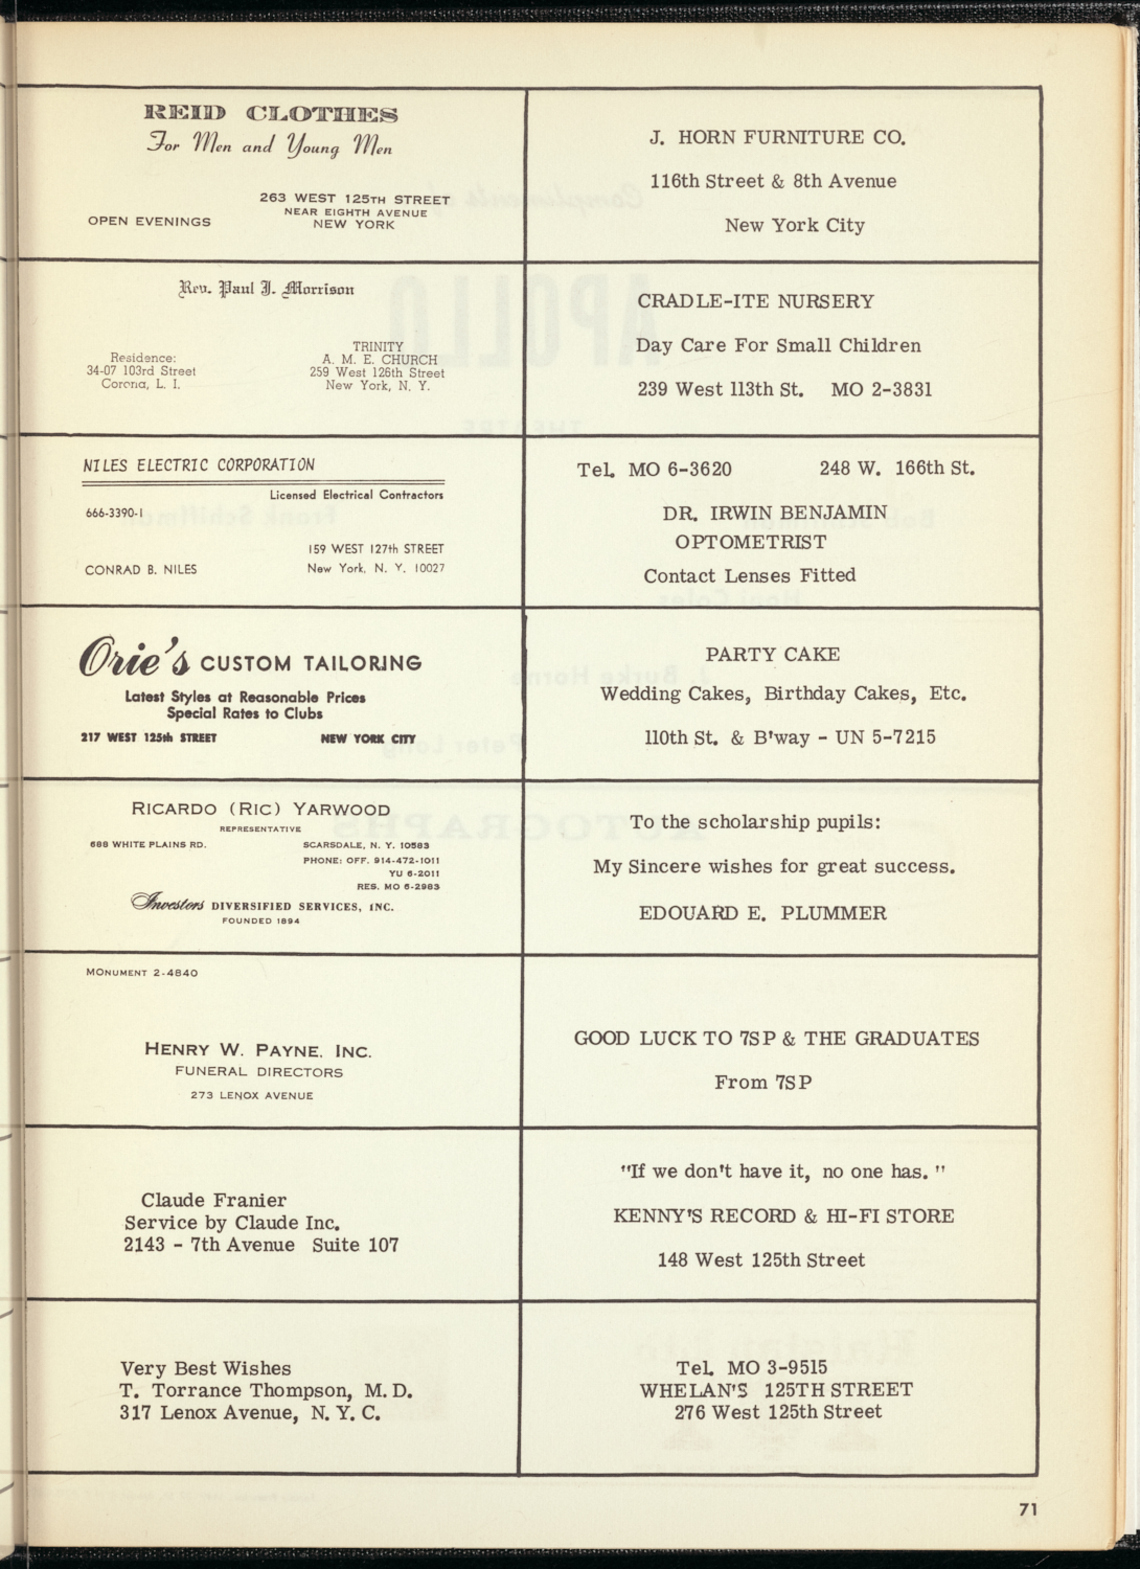 REID CLOTHES
For Men and Young Men
263 WEST 125TH STREET
NEAR EIGHTH AVENUE
OPEN EVENINGS
NEW YORK
J. HORN FURNITURE CO.
116th Street & 8th Avenue
New York City
Rev. Paul J. Morrison
Residence:
34-07 103rd Street
Corona, L. I.
TRINITY
A. M. E. CHURCH
259 West 126th Street
New York, N. Y.
CRADLE-ITE NURSERY
Day Care For Small Children
239 West 113th St. MO 2-3831
NILES ELECTRIC CORPORATION
Licensed Electrical Contractors
666-3390-1
159 WEST 127th STREET
CONRAD B. NILES New York, N. Y. 10027
Tel. MO 6-3620 248 W. 166th St.
DR. IRWIN BENJAMIN
OPTOMETRIST
Contact Lenses Fitted
Orie's CUSTOM TAILORING
Latest Styles at Reasonable Prices
Special Rates to Clubs
217 WEST 125th STREET NEW YORK CITY
PARTY CAKE
Wedding Cakes, Birthday Cakes, Etc.
110th St. & B'way - UN 5-7215
RICARDO (RIC) YARWOOD
REPRESENTATIVE
688 WHITE PLAINS RD. SCARSDALE, N. Y. 10583
PHONE: OFF. 914-472-1011
YU 6-2011
RES. MO 6-2983
Investors DIVERSIFIED SERVICES, INC.
FOUNDED 1894
To the scholarship pupils:
My Sincere wishes for great success.
EDOUARD E. PLUMMER
MONUMENT 2-4840
HENRY W. PAYNE, INC.
FUNERAL DIRECTORS
273 LENOX AVENUE
GOOD LUCK TO 7SP & THE GRADUATES
From 7SP
Claude Franier
Service by Claude Inc.
2143 - 7th Avenue Suite 107
"If we don't have it, no one has."
KENNY'S RECORD & HI-FI STORE
148 West 125th Street
Very Best Wishes
T. Torrance Thompson, M.D.
317 Lenox Avenue, N.Y.C.
Tel. MO 3-9515
WHELAN'S 125TH STREET
276 West 125th Street
71